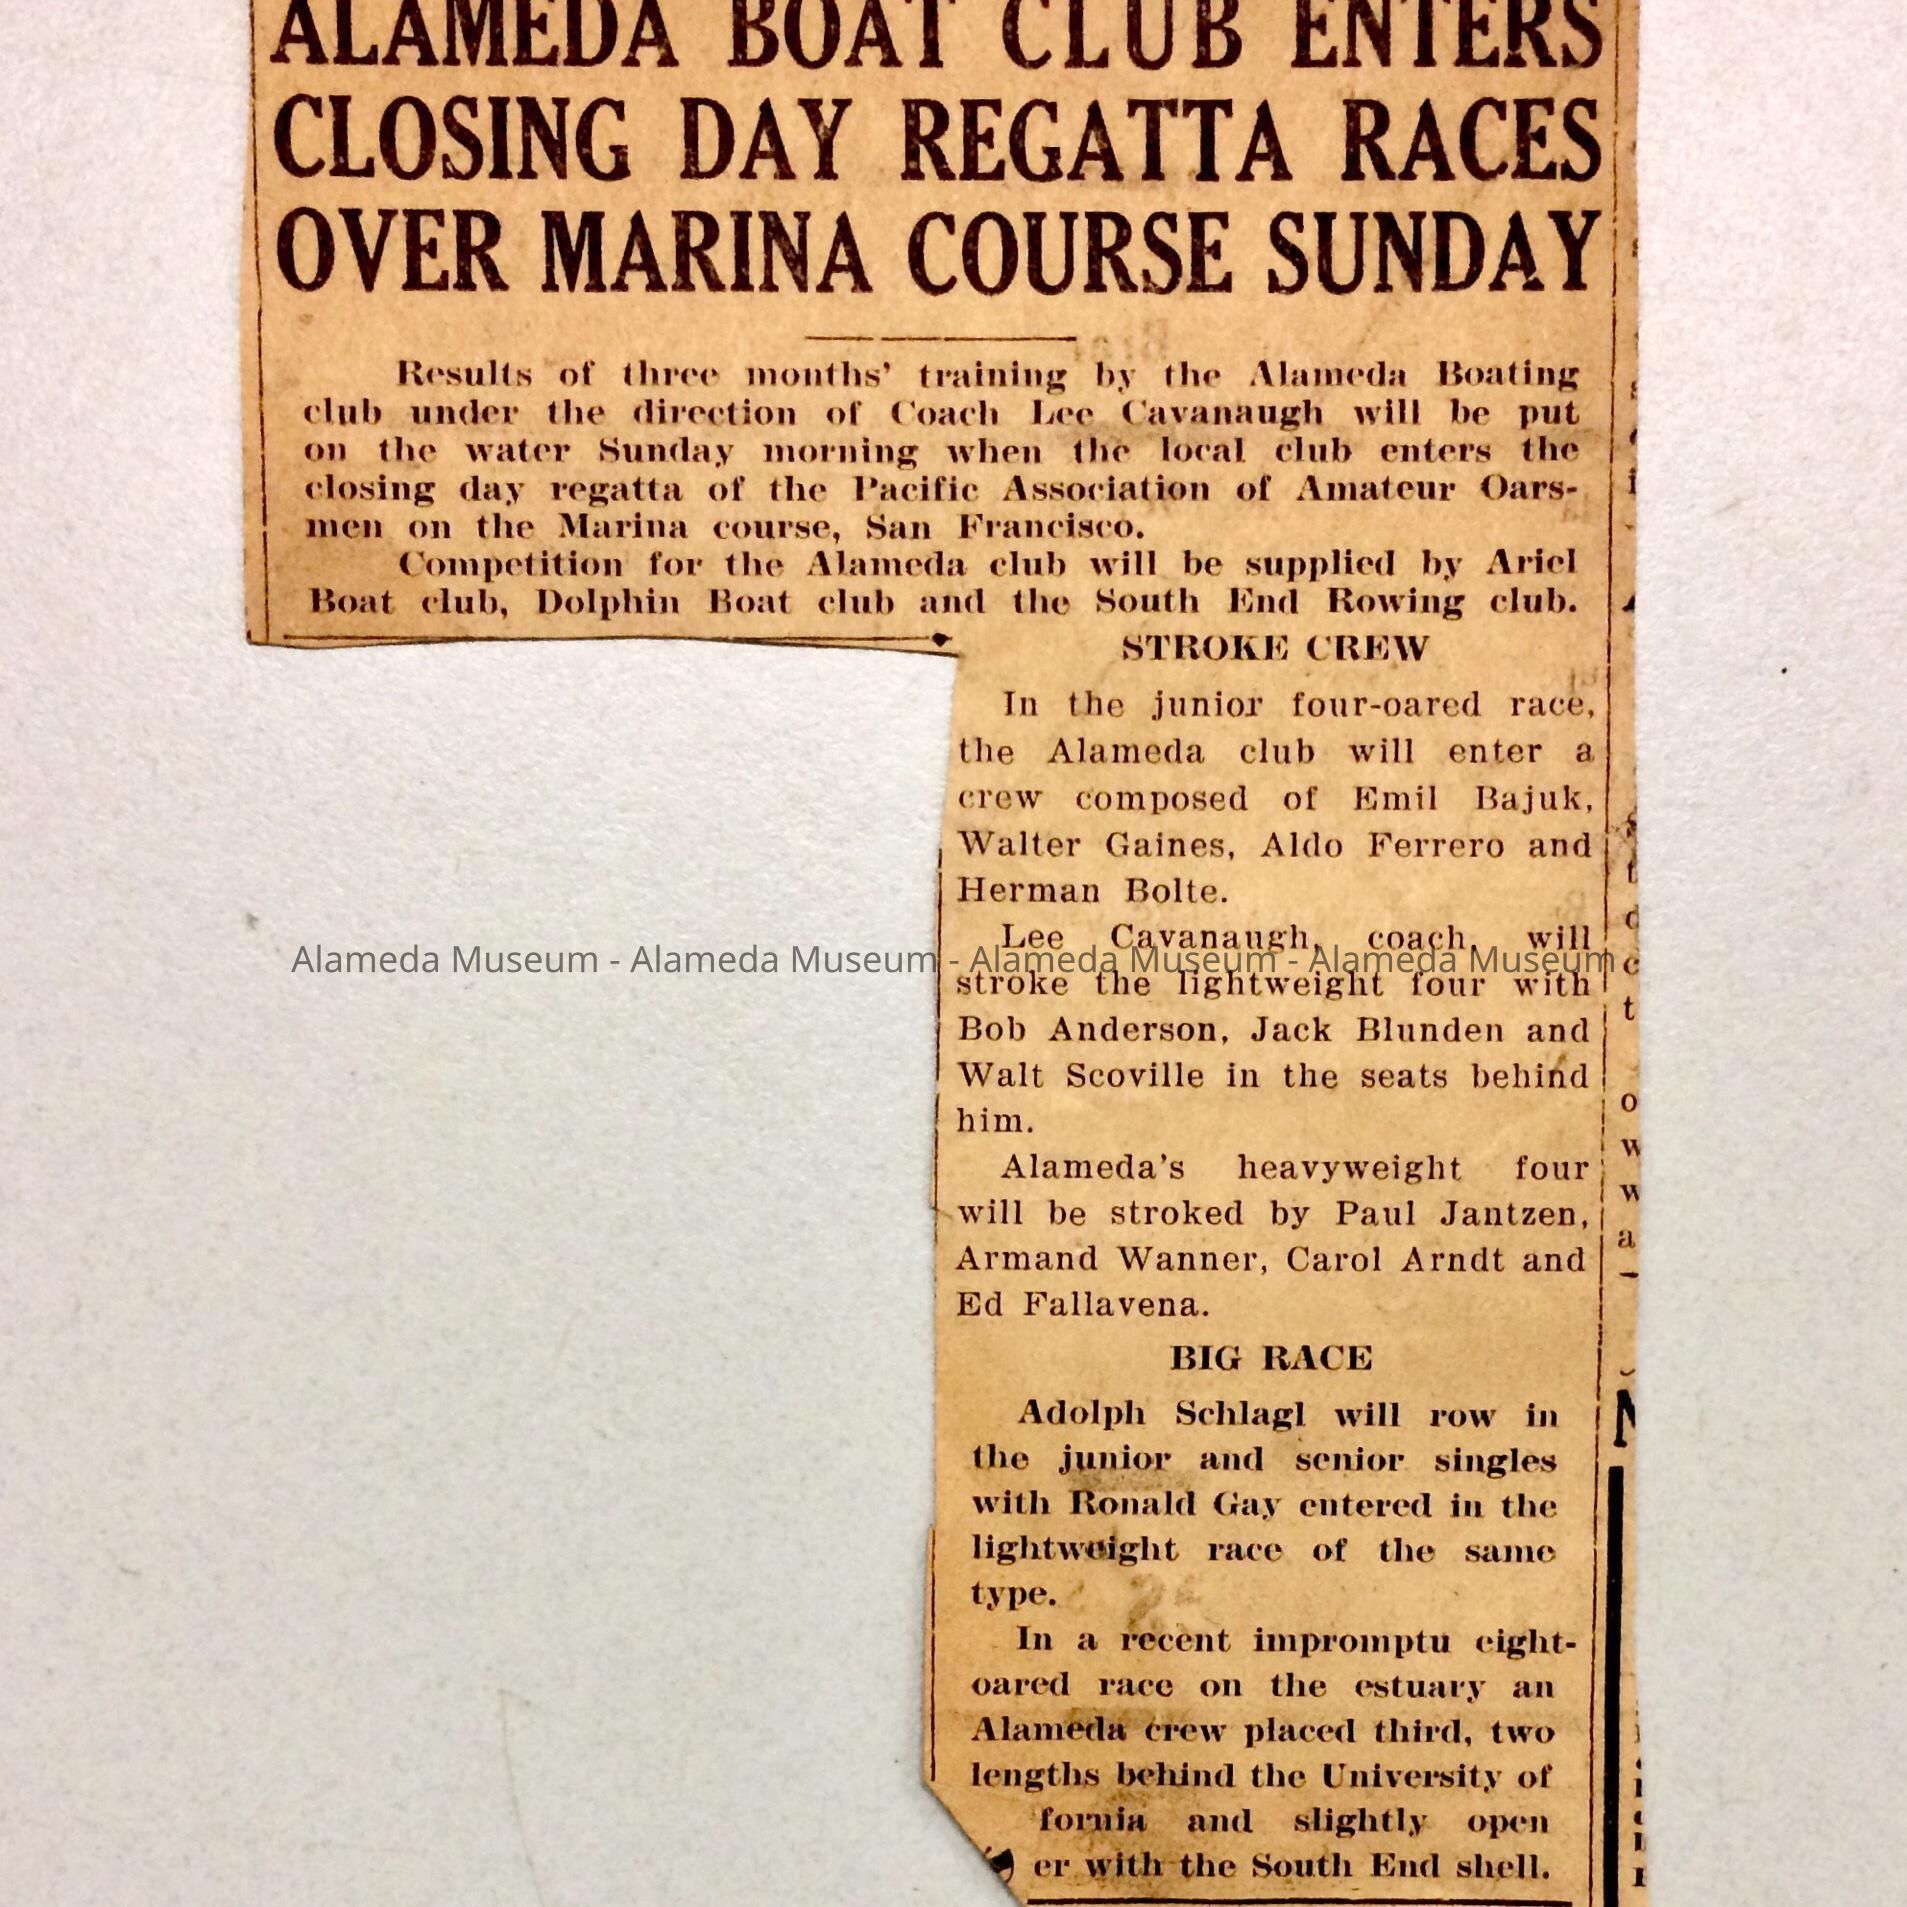 ALAMEDA BOAT CLUB ENTERS
CLOSING DAY REGATTA RACES
OVER MARINA COURSE SUNDAY
Results of three months' training by the Alameda Boating
club under the direction of Coach Lee Cavanaugh will be put
on the water Sunday morning when the local club enters the
closing day regatta of the Pacific Association of Amateur Oars-
men on the Marina course, San Francisco.
Competition for the Alameda club will be supplied by Ariel
Boat club, Dolphin Boat club and the South End Rowing club.
STROKE CREW
In the junior four-oared race,
the Alameda club will enter a
crew composed of Emil Bajuk,
Walter Gaines, Aldo Ferrero and
Herman Bolte.
Lee Cavanaugh, coach, will
Alameda Museum - Alameda Museum - Alameda Museum - Alameda Museum
stroke the lightweight four with
Bob Anderson, Jack Blunden and
Walt Scoville in the seats behind
him.
Alameda's heavyweight four
will be stroked by Paul Jantzen,
Armand Wanner, Carol Arndt and
Ed Fallavena.
BIG RACE
Adolph Schlagl will row in
the junior and senior singles
with Ronald Gay entered in the
lightweight race of the same
type.
In a recent impromptu eight-
oared race on the estuary an
Alameda crew placed third, two
lengths behind the University of
fornia and slightly open
er with the South End shell.